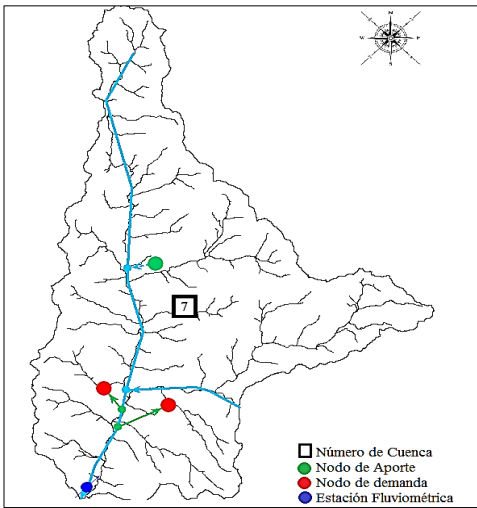 N
7
Número de Cuenca
Nodo de Aporte
Nodo de demanda
Estación Fluviométrica